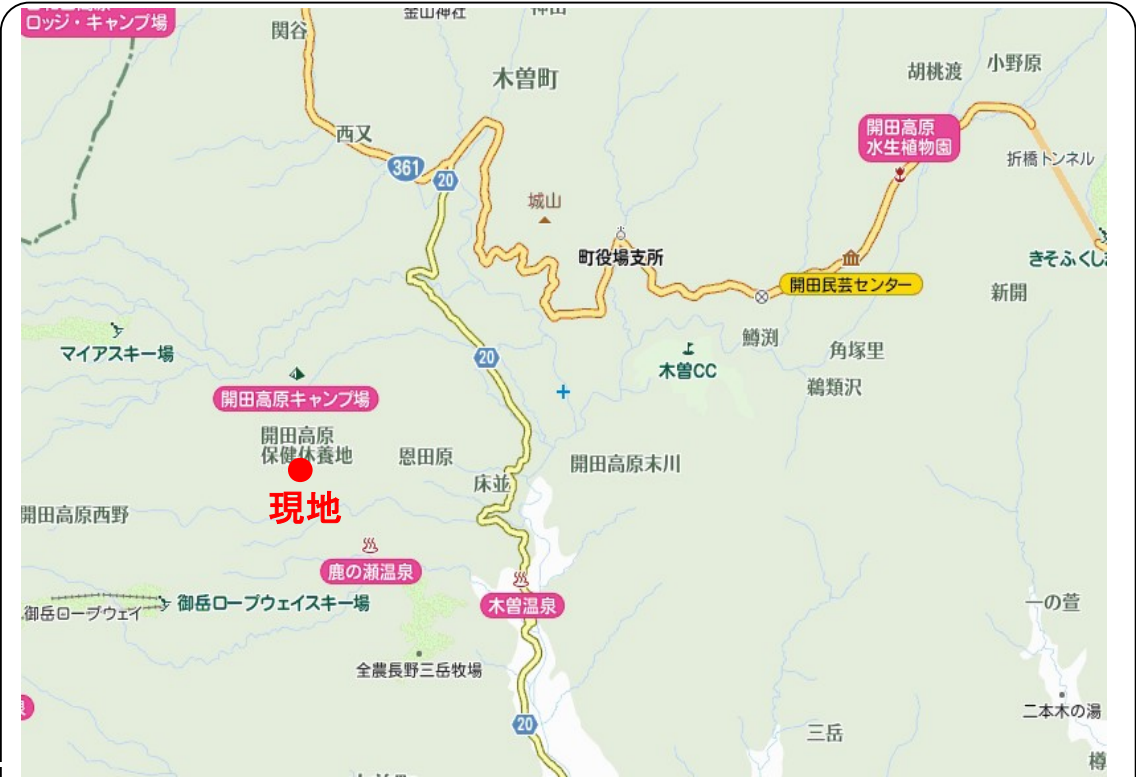 ロッジ・キャンプ場
関谷
金山神社
木曽町
胡桃渡
小野原
西又
361
20
開田高原
水生植物園
折橋トンネル
城山
町役場支所
きそふくしま
開田民芸センター
新開
マイアスキー場
20
鱒渕
角塚里
木曽CC
鵜類沢
開田高原キャンプ場
開田高原
保健休養地
恩田原
開田高原末川
床並
現地
開田高原西野
鹿の瀬温泉
御岳ロープウェイスキー場
御岳ロープウェイ
木曽温泉
一の萱
全農長野三岳牧場
20
二本木の湯
三岳
樽